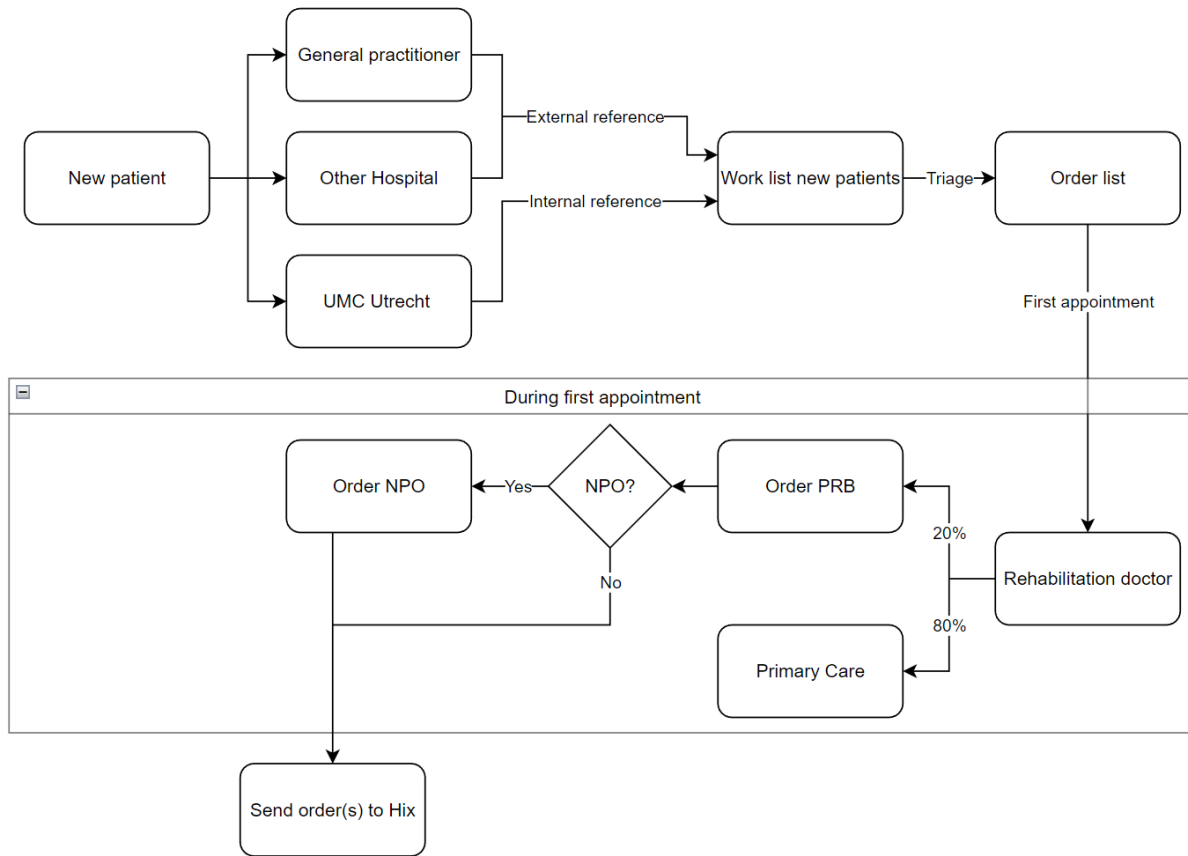 General practitioner
External reference
New patient
Other Hospital
Work list new patients
Triage
Order list
Internal reference
UMC Utrecht
First appointment
During first appointment
Order NPO
Yes
NPO?
Order PRB
20%
No
Rehabilitation doctor
80%
Primary Care
Send order(s) to Hix